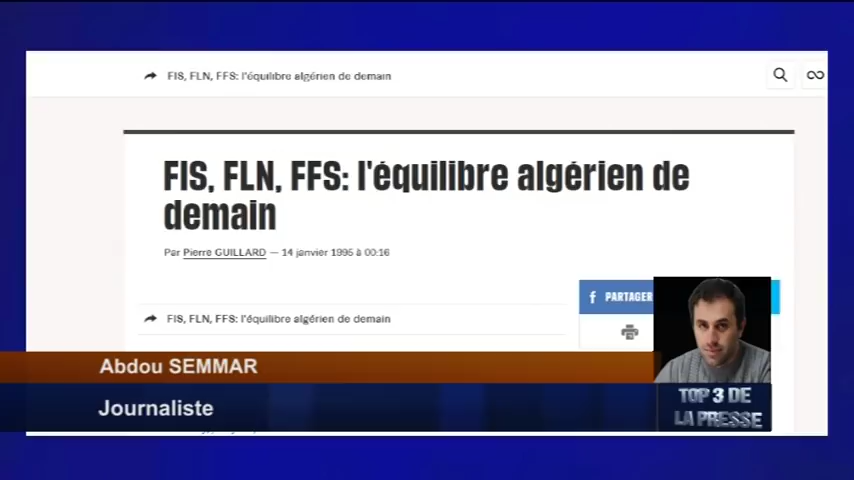 FIS, FLN, FFS: l'équilibre algérien de demain
FIS, FLN, FFS: l'équilibre algérien de
demain
Par Pierre GUILLARD — 14 janvier 1995 à 00:16
f PARTAGER
FIS, FLN, FFS: l'équilibre algérien de demain
Abdou SEMMAR
Journaliste
TOP 3 DE
LA PRESSE